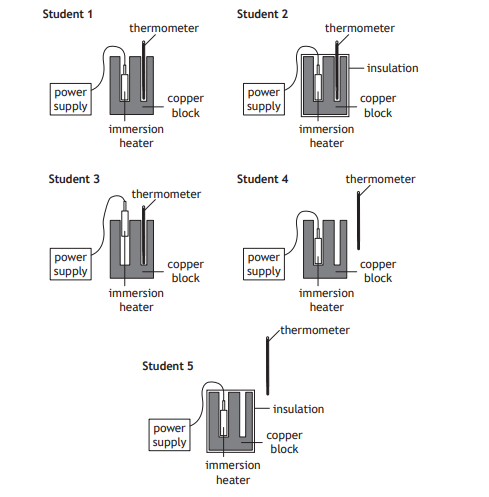 Student 1
thermometer
power
supply
copper
block
immersion
heater
Student 2
thermometer
insulation
power
supply
copper
block
immersion
heater
Student 3
thermometer
power
supply
copper
block
immersion
heater
Student 4
thermometer
power
supply
copper
block
immersion
heater
Student 5
thermometer
insulation
power
supply
copper
block
immersion
heater